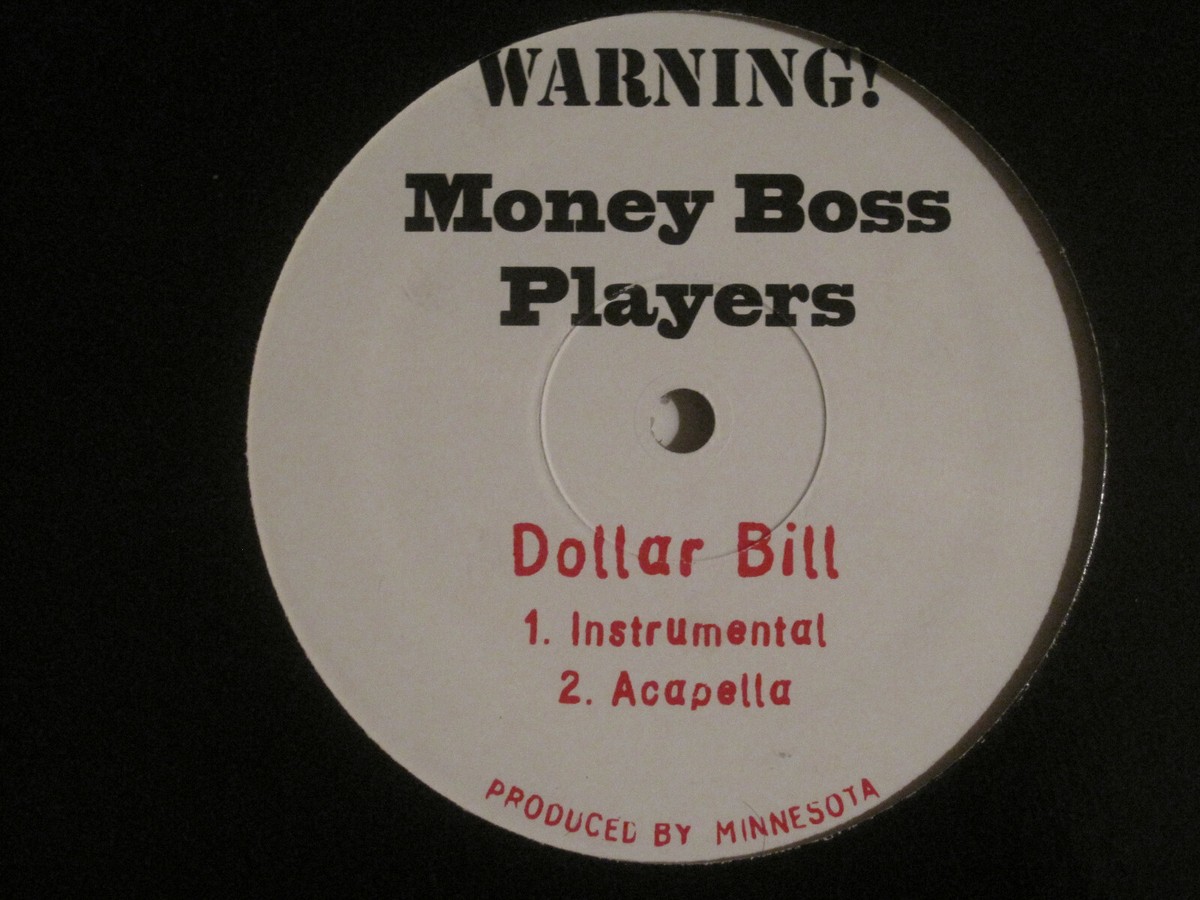 WARNING!
Money Boss
Players
Dollar Bill
1. Instrumental
2. Acapella
PRODUCED BY MINNESOTA